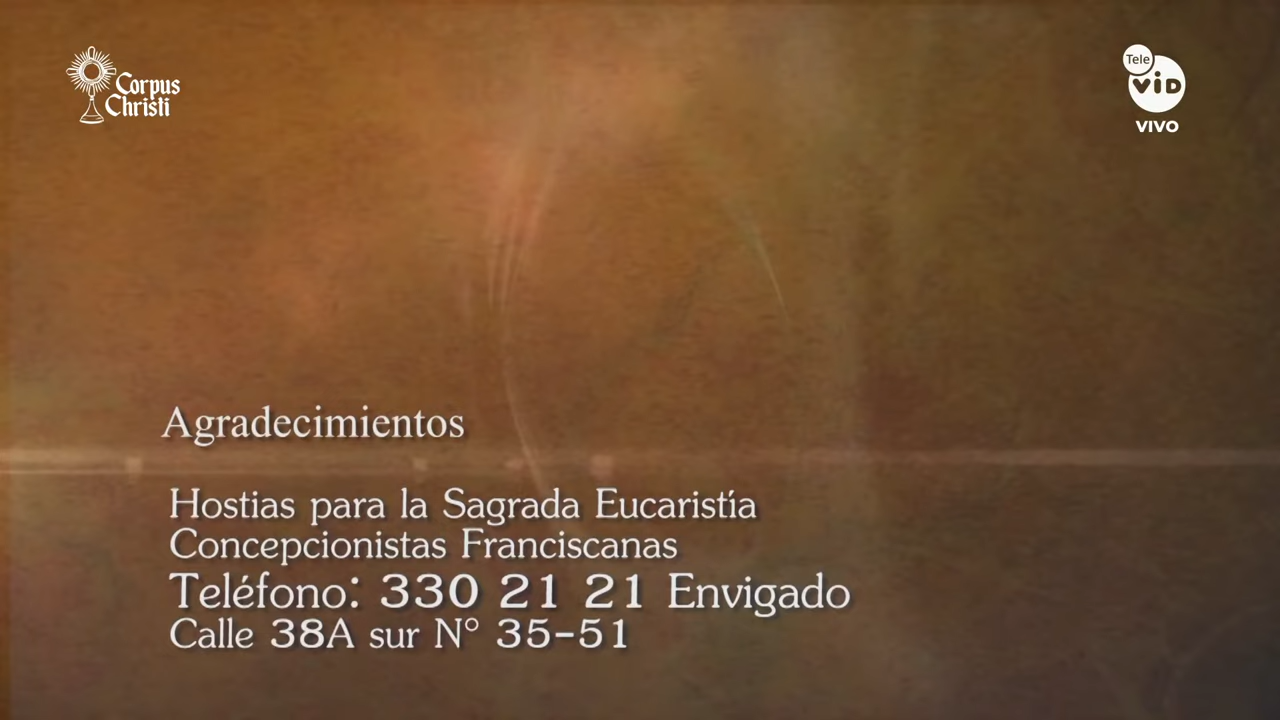 Corpus
Christi
Tele
VID
VIVO
Agradecimientos
Hostias para la Sagrada Eucaristía
Concepcionistas Franciscanas
Teléfono: 330 21 21 Envigado
Calle 38A sur N° 35-51